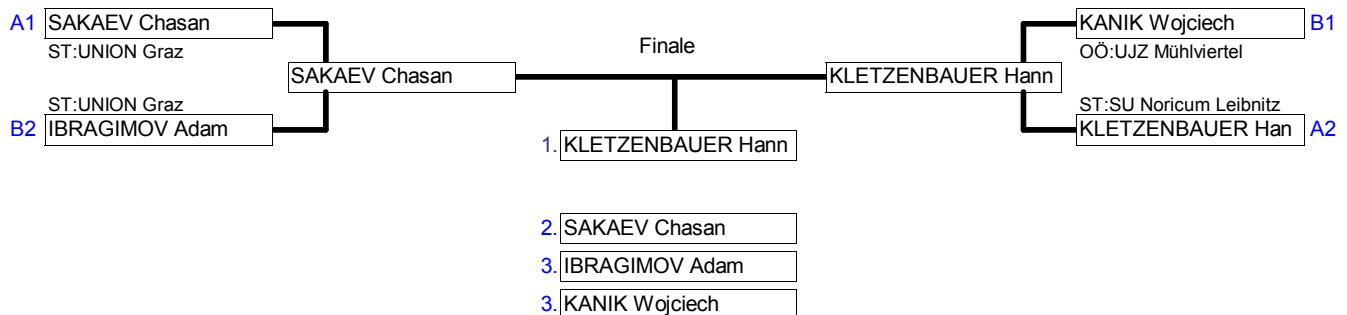 A1 SAKAEV Chasan
ST:UNION Graz
SAKAEV Chasan
ST:UNION Graz
B2 IBRAGIMOV Adam
Finale
1. KLETZENBAUER Hann
KANIK Wojciech B1
OÖ:UJZ Mühlviertel
KLETZENBAUER Hann
ST:SU Noricum Leibnitz
KLETZENBAUER Han A2
2. SAKAEV Chasan
3. IBRAGIMOV Adam
3. KANIK Wojciech